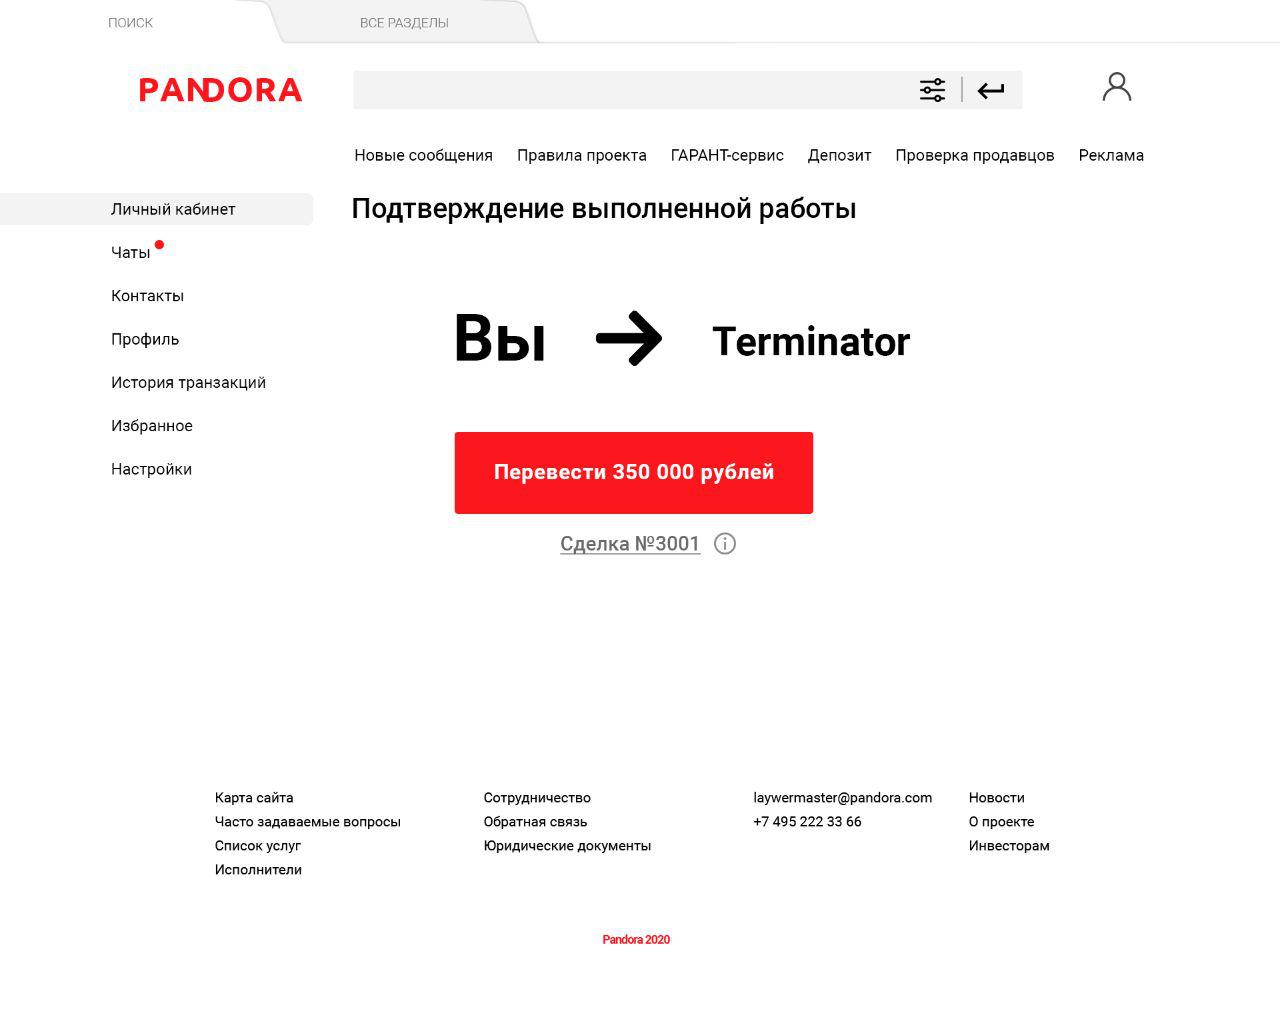 ПОИСК
ВСЕ РАЗДЕЛЫ
PANDORA
Новые сообщения
Правила проекта
ГАРАНТ-сервис
Депозит
Проверка продавцов
Реклама
Личный кабинет
Чаты
Контакты
Профиль
История транзакций
Избранное
Настройки
Подтверждение выполненной работы
Вы
Terminator
Перевести 350 000 рублей
Сделка №3001
Карта сайта
Часто задаваемые вопросы
Список услуг
Исполнители
Сотрудничество
Обратная связь
Юридические документы
laywermaster@pandora.com
+7 495 222 33 66
Новости
О проекте
Инвесторам
Pandora 2020